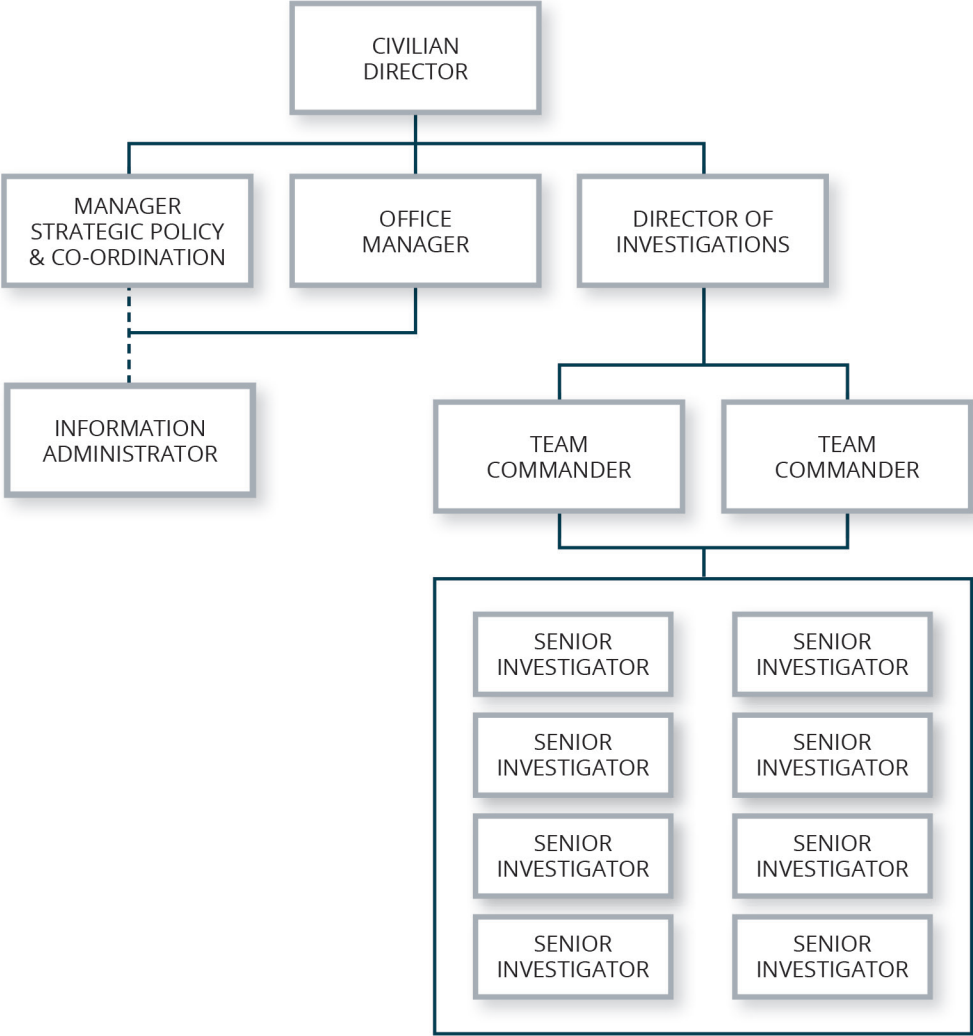 CIVILIAN
DIRECTOR
MANAGER
STRATEGIC POLICY
& CO-ORDINATION
OFFICE
MANAGER
DIRECTOR OF
INVESTIGATIONS
INFORMATION
ADMINISTRATOR
TEAM
COMMANDER
TEAM
COMMANDER
SENIOR
INVESTIGATOR
SENIOR
INVESTIGATOR
SENIOR
INVESTIGATOR
SENIOR
INVESTIGATOR
SENIOR
INVESTIGATOR
SENIOR
INVESTIGATOR
SENIOR
INVESTIGATOR
SENIOR
INVESTIGATOR